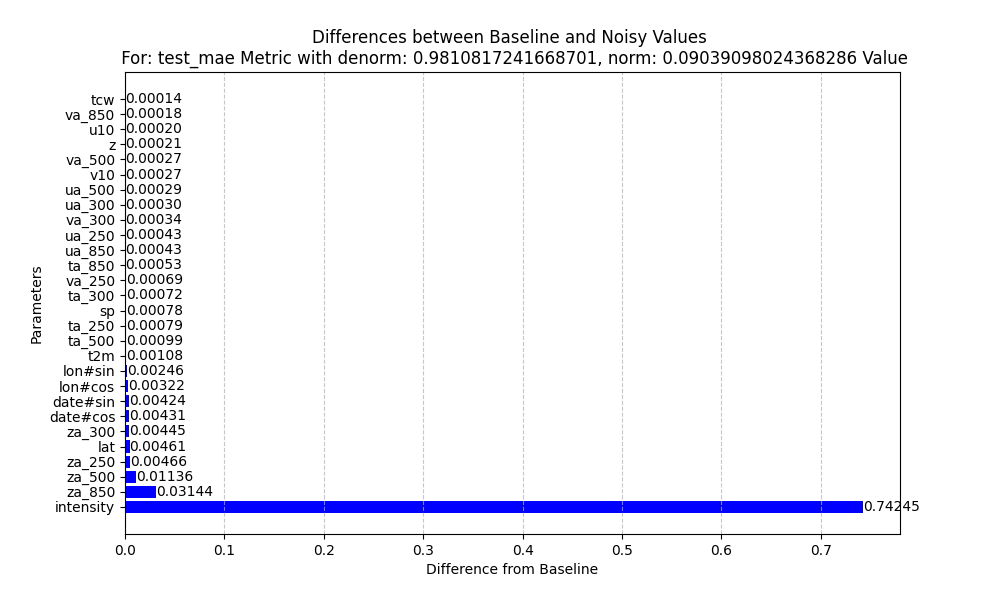 Differences between Baseline and Noisy Values
For: test_mae Metric with denorm: 0.9810817241668701, norm: 0.09039098024368286 Value
Parameters
tcw 0.00014
va_850 0.00018
u10 0.00020
z 0.00021
va_500 0.00027
v10 0.00027
ua_500 0.00029
ua_300 0.00030
va_300 0.00034
ua_250 0.00043
ua_850 0.00043
ta_850 0.00053
va_250 0.00069
ta_300 0.00072
sp 0.00078
ta_250 0.00079
ta_500 0.00099
t2m 0.00108
lon#sin 0.00246
lon#cos 0.00322
date#sin 0.00424
date#cos 0.00431
za_300 0.00445
lat 0.00461
za_250 0.00466
za_500 0.01136
za_850 0.03144
intensity 0.74245
0.0 0.1 0.2 0.3 0.4 0.5 0.6 0.7
Difference from Baseline